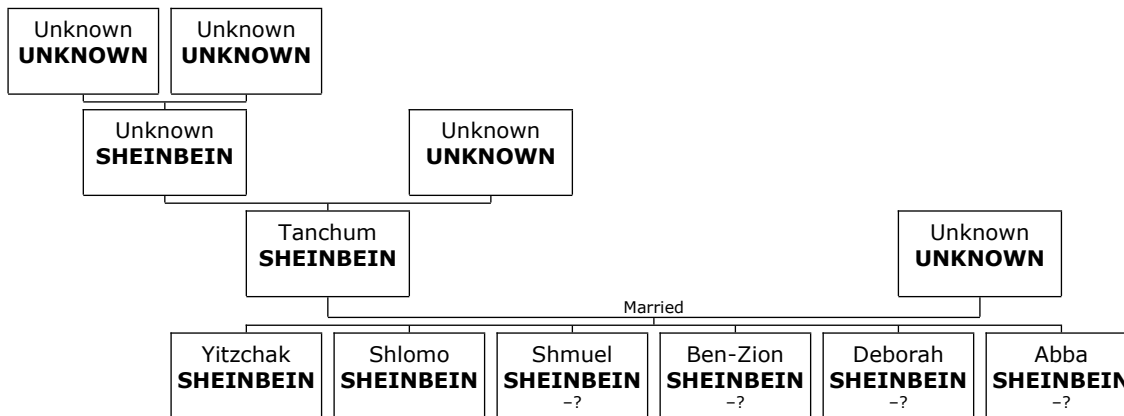 Unknown
UNKNOWN
Unknown
UNKNOWN
Unknown
SHEINBEIN
Unknown
UNKNOWN
Tanchum
SHEINBEIN
Unknown
UNKNOWN
Married
Yitzchak
SHEINBEIN
Shlomo
SHEINBEIN
Shmuel
SHEINBEIN
–?
Ben-Zion
SHEINBEIN
–?
Deborah
SHEINBEIN
–?
Abba
SHEINBEIN
–?